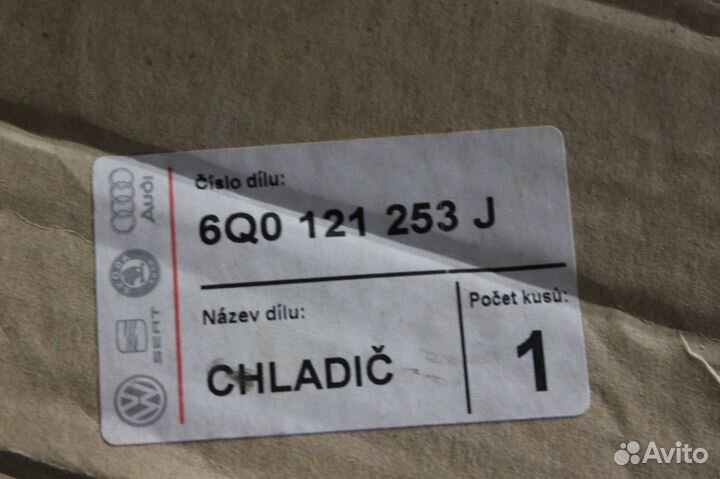 Číslo dílu:
6Q0 121 253 J
Název dílu:
CHLADIČ
Počet kusů:
1
Audi
ŠKODA
SEAT
Avito